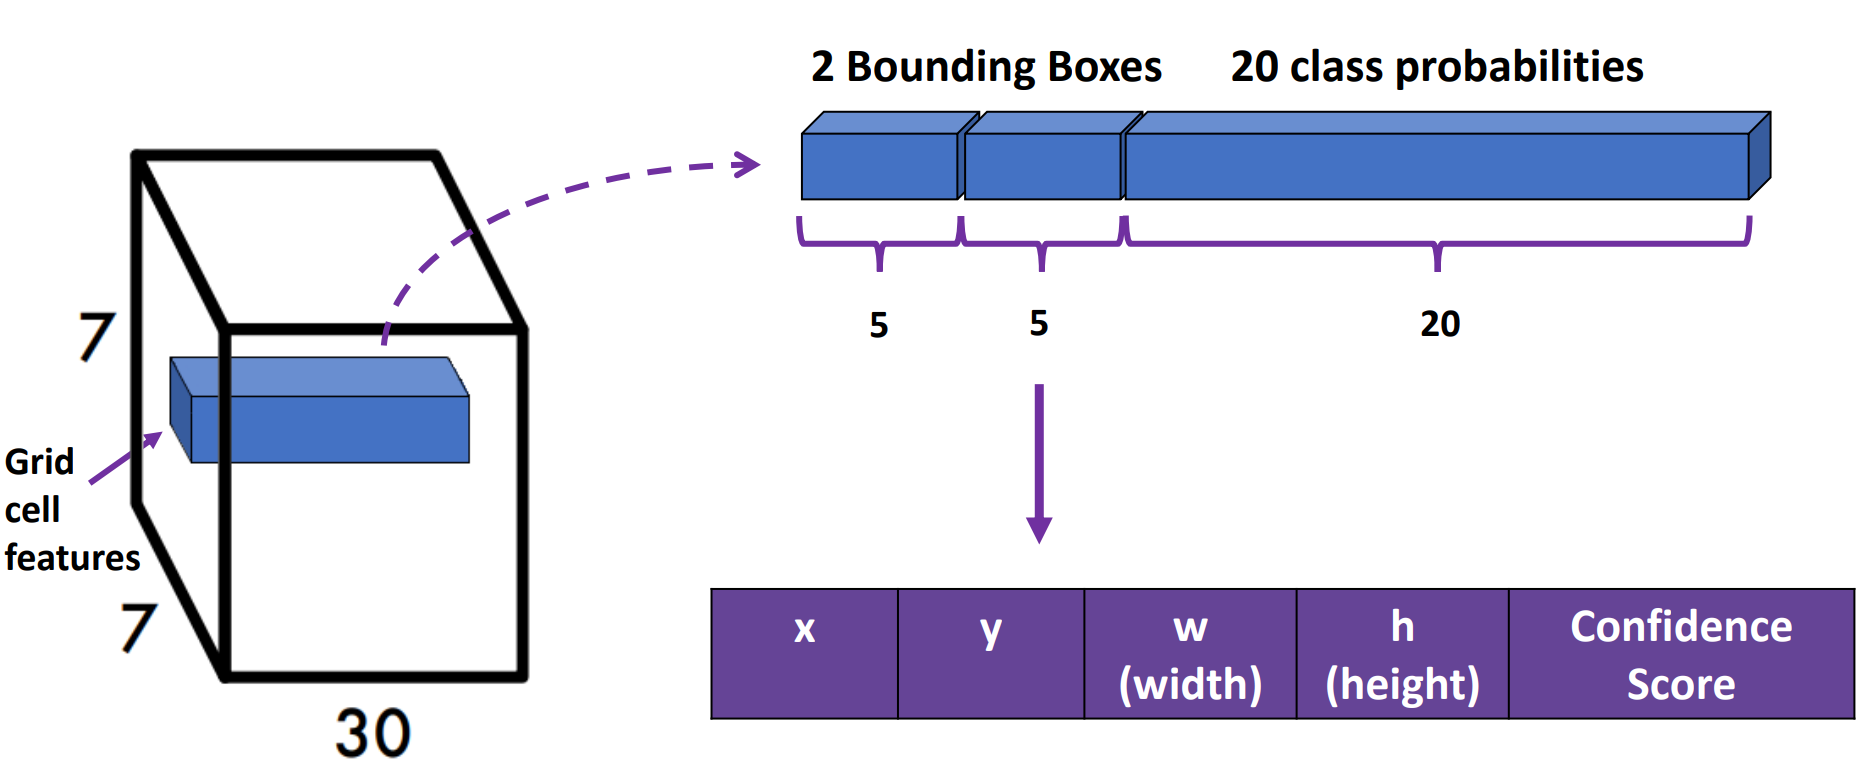 2 Bounding Boxes
20 class probabilities
7
5
5
20
Grid
cell
features
7
30
x
y
w
(width)
h
(height)
Confidence
Score